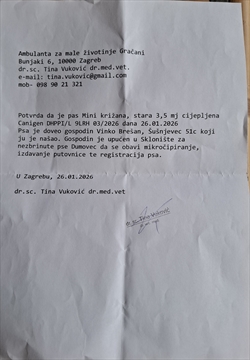 Ambulanta za male životinje Gračani
Bunjaki 6, 10000 Zagreb
dr.sc. Tina Vuković dr.med.vet.
e-mail: tina.vukovic@gmail.com
mob- 098 90 21 321
Potvrda da je pas Mini križana, stara 3,5 mj cijepljena
Canigen DHPPI/L 9LRH 03/2026 dana 26.01.2026
Psa je doveo gospodin Vinko Brešan, Šušnjevec 51c koji
ju je našao. Gospodin je upućen u Sklonište za
nezbrinute pse Dumovec da se obavi mikročipiranje,
izdavanje putovnice te registracija psa.
U Zagrebu, 26.01.2026
dr.sc. Tina Vuković dr.med.vet